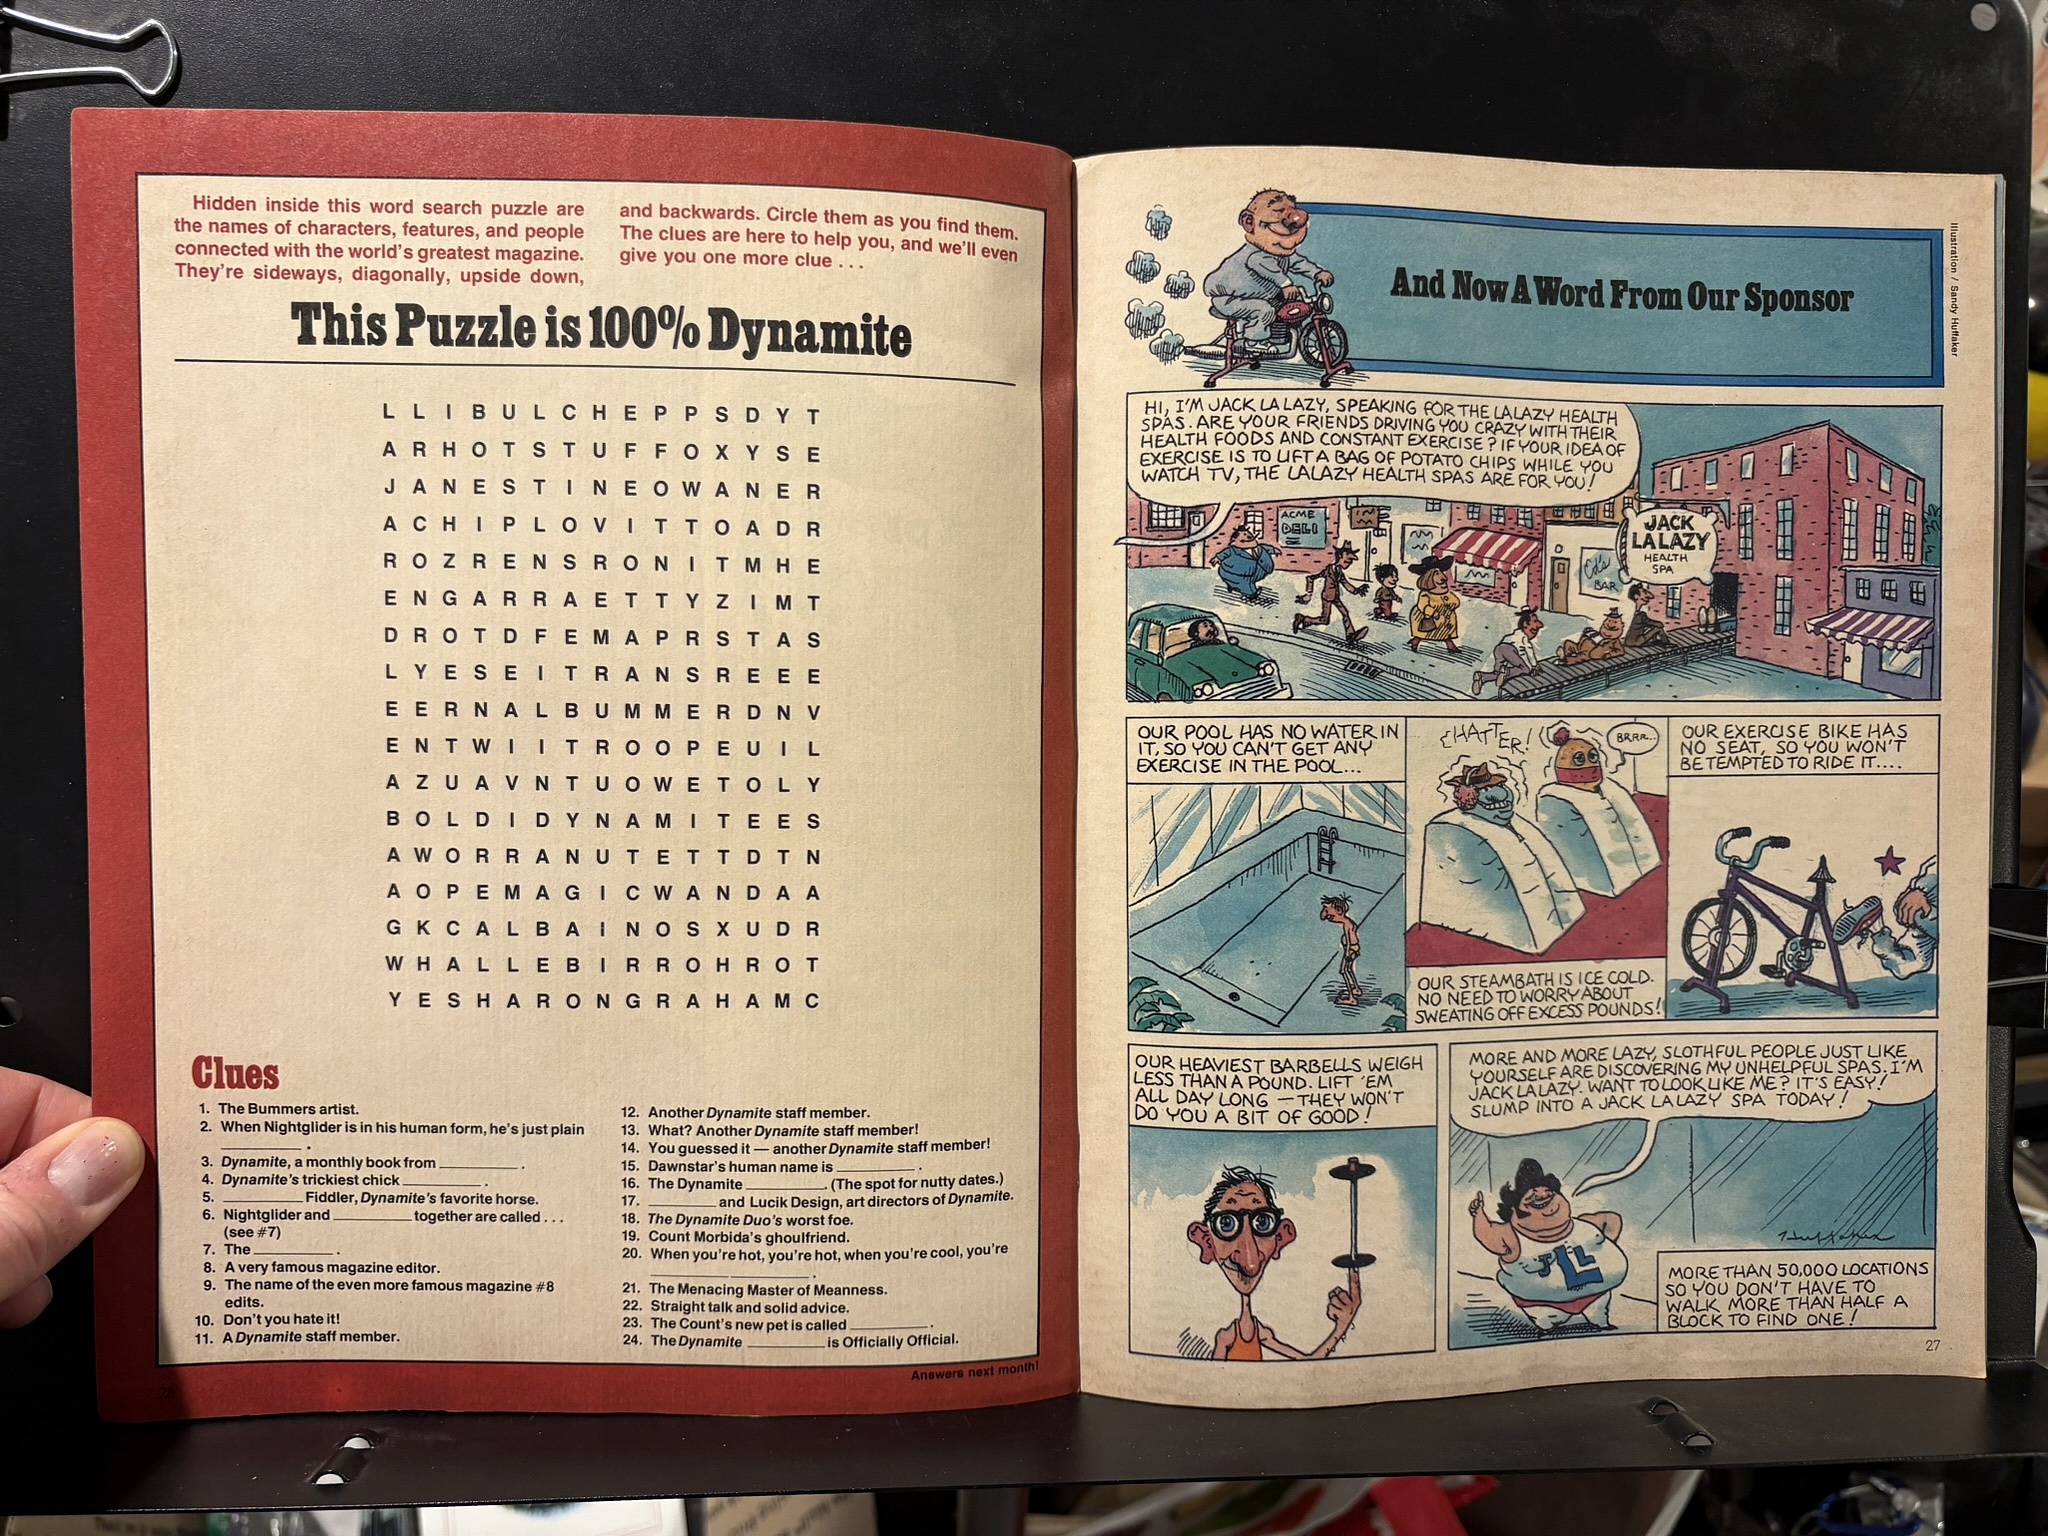 Hidden inside this word search puzzle are
the names of characters, features, and people
connected with the world's greatest magazine.
They're sideways, diagonally, upside down,
and backwards. Circle them as you find them.
The clues are here to help you, and we'll even
give you one more clue . . .
This Puzzle is 100% Dynamite
L L I B U L C H E P P S D Y T
A R H O T S T U F F O X Y S E
J A N E S T I N E O W A N E R
A C H I P L O V I T T O A D R
R O Z R E N S R O N I T M H E
E N G A R R A E T T Y Z I M T
D R O T D F E M A P R S T A S
L Y E S E I T R A N S R E E E
E E R N A L B U M M E R D N V
E N T W I I T R O O P E U I L
A Z U A V N T U O W E T O L Y
B O L D I D Y N A M I T E E S
A W O R R A N U T E T T D T N
A O P E M A G I C W A N D A A
G K C A L B A I N O S X U D R
W H A L L E B I R R O H R O T
Y E S H A R O N G R A H A M C
Clues
1. The Bummers artist.
2. When Nightglider is in his human form, he's just plain
__________ .
3. Dynamite, a monthly book from __________ .
4. Dynamite's trickiest chick __________ .
5. __________ Fiddler, Dynamite's favorite horse.
6. Nightglider and __________ together are called . . .
(see #7)
7. The __________ .
8. A very famous magazine editor.
9. The name of the even more famous magazine #8
edits.
10. Don't you hate it!
11. A Dynamite staff member.
12. Another Dynamite staff member.
13. What? Another Dynamite staff member!
14. You guessed it — another Dynamite staff member!
15. Dawnstar's human name is __________ .
16. The Dynamite __________ . (The spot for nutty dates.)
17. __________ and Lucik Design, art directors of Dynamite.
18. The Dynamite Duo's worst foe.
19. Count Morbida's ghoulfriend.
20. When you're hot, you're hot, when you're cool, you're
__________ __________ .
21. The Menacing Master of Meanness.
22. Straight talk and solid advice.
23. The Count's new pet is called __________ .
24. The Dynamite __________ is Officially Official.
Answers next month!
Illustration / Sandy Huffaker
And Now A Word From Our Sponsor
HI, I'M JACK LA LAZY, SPEAKING FOR THE LALAZY HEALTH
SPAS. ARE YOUR FRIENDS DRIVING YOU CRAZY WITH THEIR
HEALTH FOODS AND CONSTANT EXERCISE? IF YOUR IDEA OF
EXERCISE IS TO LIFT A BAG OF POTATO CHIPS WHILE YOU
WATCH TV, THE LALAZY HEALTH SPAS ARE FOR YOU!
ACME
DELI
Ed's
BAR
JACK
LALAZY
HEALTH
SPA
OUR POOL HAS NO WATER IN
IT, SO YOU CAN'T GET ANY
EXERCISE IN THE POOL...
CHATTER!
BRRR...
OUR STEAMBATH IS ICE COLD.
NO NEED TO WORRY ABOUT
SWEATING OFF EXCESS POUNDS!
OUR EXERCISE BIKE HAS
NO SEAT, SO YOU WON'T
BE TEMPTED TO RIDE IT....
OUR HEAVIEST BARBELLS WEIGH
LESS THAN A POUND. LIFT 'EM
ALL DAY LONG — THEY WON'T
DO YOU A BIT OF GOOD!
MORE AND MORE LAZY, SLOTHFUL PEOPLE JUST LIKE
YOURSELF ARE DISCOVERING MY UNHELPFUL SPAS. I'M
JACK LALAZY. WANT TO LOOK LIKE ME? IT'S EASY!
SLUMP INTO A JACK LALAZY SPA TODAY!
JLL
Huffaker
MORE THAN 50,000 LOCATIONS
SO YOU DON'T HAVE TO
WALK MORE THAN HALF A
BLOCK TO FIND ONE!
27